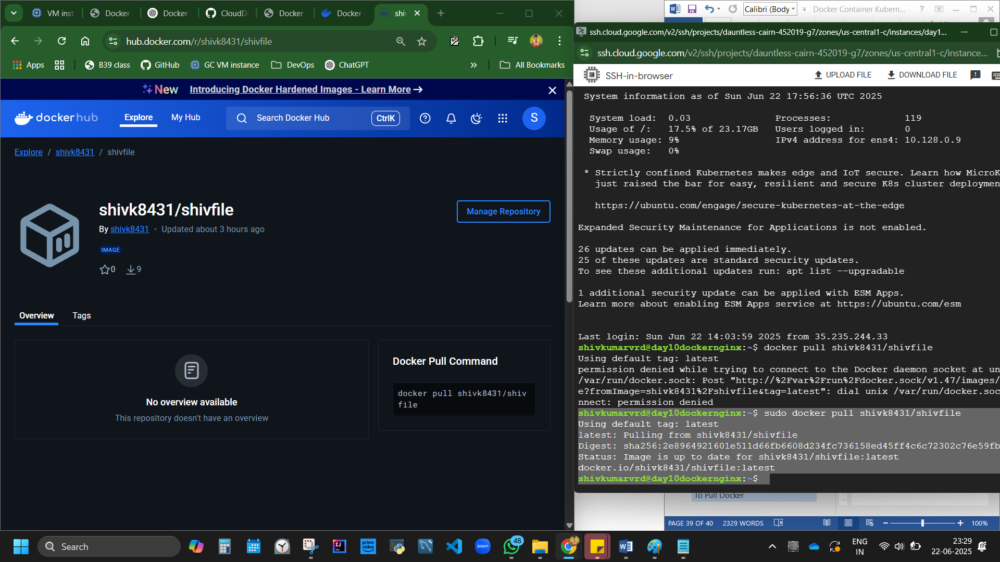 VM inst
Docker
Docker
CloudD
Docker
Docker
shiv
hub.docker.com/r/shivk8431/shivfile
Apps
B39 class
GitHub
GC VM instance
DevOps
ChatGPT
All Bookmarks
New
Introducing Docker Hardened Images - Learn More →
dockerhub
Explore
My Hub
Search Docker Hub
CtrlK
S
Explore / shivk8431 / shivfile
shivk8431/shivfile
Manage Repository
By shivk8431 • Updated about 3 hours ago
IMAGE
0
9
Overview
Tags
No overview available
This repository doesn't have an overview
Docker Pull Command
docker pull shivk8431/shiv
file
Calibri (Body
Docker Container Kubern...
ssh.cloud.google.com/v2/ssh/projects/dauntless-cairn-452019-g7/zones/us-central1-c/instances/day1...
ssh.cloud.google.com/v2/ssh/projects/dauntless-cairn-452019-g7/zones/us-central1-c/instance...
SSH-in-browser
UPLOAD FILE
DOWNLOAD FILE
System information as of Sun Jun 22 17:56:36 UTC 2025
System load: 0.03 Processes: 119
Usage of /: 17.5% of 23.17GB Users logged in: 0
Memory usage: 9% IPv4 address for ens4: 10.128.0.9
Swap usage: 0%
* Strictly confined Kubernetes makes edge and IoT secure. Learn how MicroK
just raised the bar for easy, resilient and secure K8s cluster deploymen
https://ubuntu.com/engage/secure-kubernetes-at-the-edge
Expanded Security Maintenance for Applications is not enabled.
26 updates can be applied immediately.
25 of these updates are standard security updates.
To see these additional updates run: apt list --upgradable
1 additional security update can be applied with ESM Apps.
Learn more about enabling ESM Apps service at https://ubuntu.com/esm
Last login: Sun Jun 22 14:03:59 2025 from 35.235.244.33
shivkumarvrd@day10dockernginx:~$ docker pull shivk8431/shivfile
Using default tag: latest
permission denied while trying to connect to the Docker daemon socket at un
/var/run/docker.sock: Post "http://%2Fvar%2Frun%2Fdocker.sock/v1.47/images/
e?fromImage=shivk8431%2Fshivfile&tag=latest": dial unix /var/run/docker.soc
nnect: permission denied
shivkumarvrd@day10dockernginx:~$ sudo docker pull shivk8431/shivfile
Using default tag: latest
latest: Pulling from shivk8431/shivfile
Digest: sha256:2e8964921601e511d66fb6608d234fc736158ed45ff4c6c72302c76e59fb
Status: Image is up to date for shivk8431/shivfile:latest
docker.io/shivk8431/shivfile:latest
shivkumarvrd@day10dockernginx:~$
To Pull Docker
PAGE 39 OF 40
2329 WORDS
100%
Search
prime video
zoom
48
ENG
IN
23:29
22-06-2025